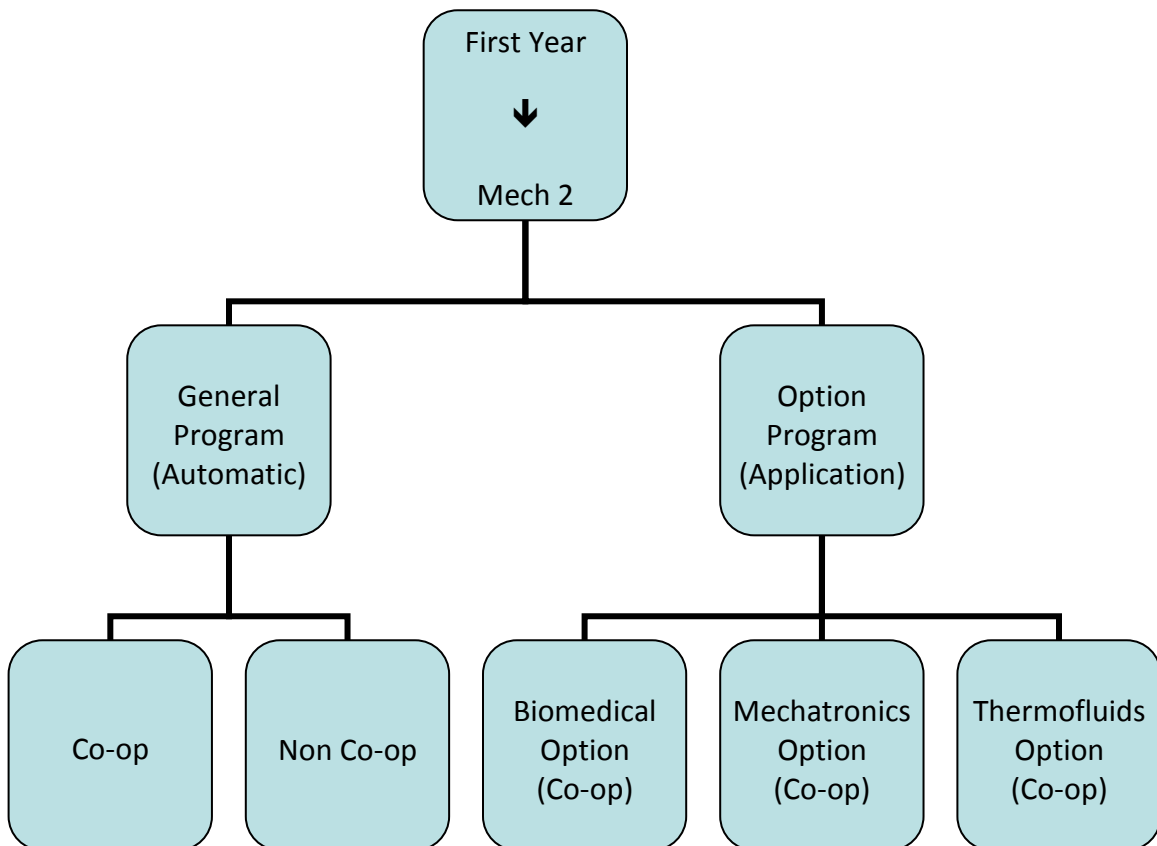 First Year
🡻
Mech 2
General
Program
(Automatic)
Option
Program
(Application)
Co-op
Non Co-op
Biomedical
Option
(Co-op)
Mechatronics
Option
(Co-op)
Thermofluids
Option
(Co-op)